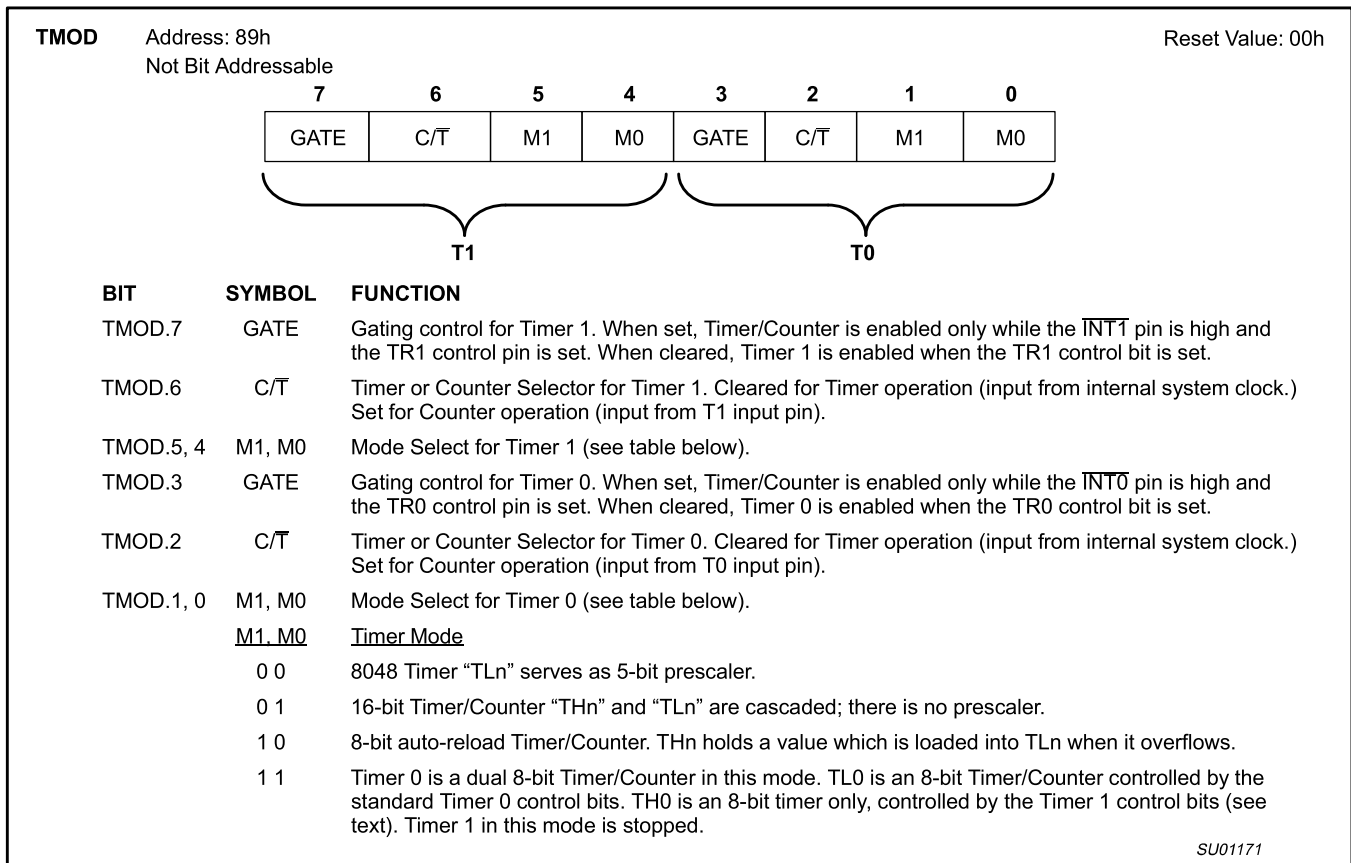 TMOD Address: 89h Reset Value: 00h
Not Bit Addressable
7 6 5 4 3 2 1 0
GATE C/T̅ M1 M0 GATE C/T̅ M1 M0
T1 T0
BIT SYMBOL FUNCTION
TMOD.7 GATE Gating control for Timer 1. When set, Timer/Counter is enabled only while the I̅N̅T̅1̅ pin is high and
the TR1 control pin is set. When cleared, Timer 1 is enabled when the TR1 control bit is set.
TMOD.6 C/T̅ Timer or Counter Selector for Timer 1. Cleared for Timer operation (input from internal system clock.)
Set for Counter operation (input from T1 input pin).
TMOD.5, 4 M1, M0 Mode Select for Timer 1 (see table below).
TMOD.3 GATE Gating control for Timer 0. When set, Timer/Counter is enabled only while the I̅N̅T̅0̅ pin is high and
the TR0 control pin is set. When cleared, Timer 0 is enabled when the TR0 control bit is set.
TMOD.2 C/T̅ Timer or Counter Selector for Timer 0. Cleared for Timer operation (input from internal system clock.)
Set for Counter operation (input from T0 input pin).
TMOD.1, 0 M1, M0 Mode Select for Timer 0 (see table below).
M1, M0 Timer Mode
0 0 8048 Timer “TLn” serves as 5-bit prescaler.
0 1 16-bit Timer/Counter “THn” and “TLn” are cascaded; there is no prescaler.
1 0 8-bit auto-reload Timer/Counter. THn holds a value which is loaded into TLn when it overflows.
1 1 Timer 0 is a dual 8-bit Timer/Counter in this mode. TL0 is an 8-bit Timer/Counter controlled by the
standard Timer 0 control bits. TH0 is an 8-bit timer only, controlled by the Timer 1 control bits (see
text). Timer 1 in this mode is stopped.
SU01171